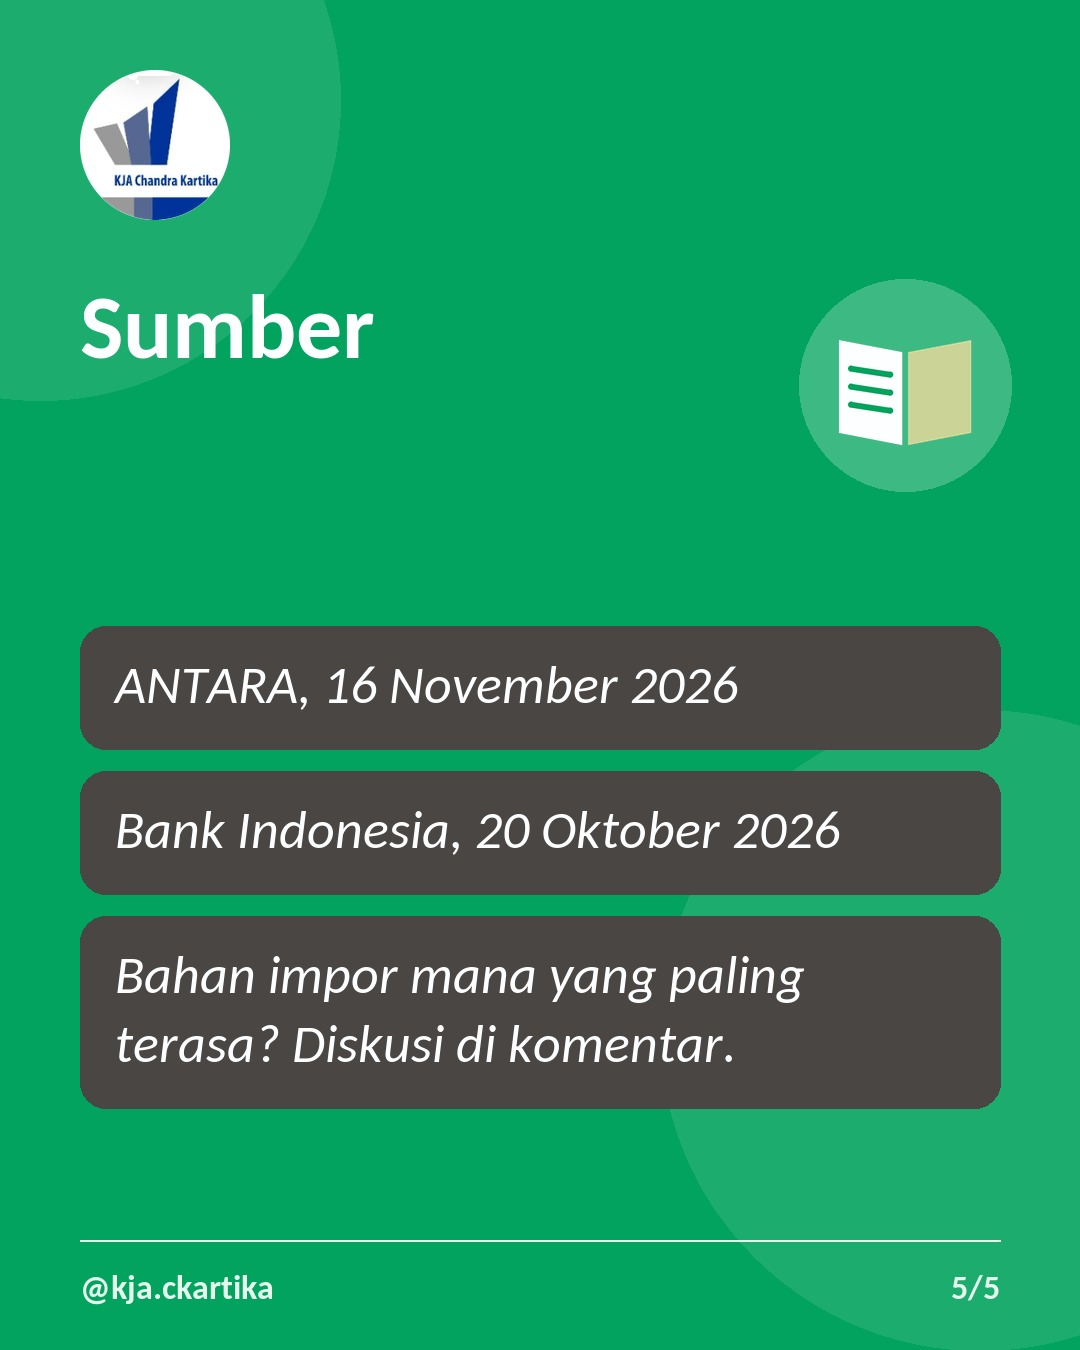 KJA Chandra Kartika
Sumber
ANTARA, 16 November 2026
Bank Indonesia, 20 Oktober 2026
Bahan impor mana yang paling
terasa? Diskusi di komentar.
@kja.ckartika
5/5